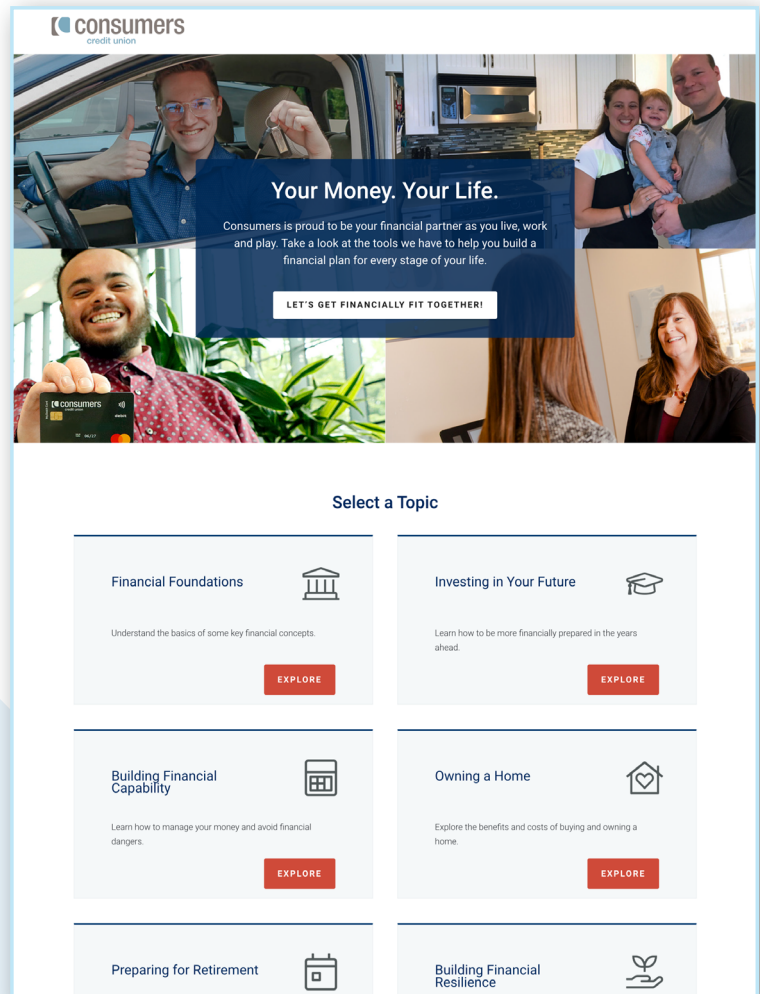 consumers
credit union
Your Money. Your Life.
Consumers is proud to be your financial partner as you live, work
and play. Take a look at the tools we have to help you build a
financial plan for every stage of your life.
LET'S GET FINANCIALLY FIT TOGETHER!
consumers
credit union
Select a Topic
Financial Foundations
Understand the basics of some key financial concepts.
EXPLORE
Investing in Your Future
Learn how to be more financially prepared in the years
ahead.
EXPLORE
Building Financial
Capability
Learn how to manage your money and avoid financial
dangers.
EXPLORE
Owning a Home
Explore the benefits and costs of buying and owning a
home.
EXPLORE
Preparing for Retirement
Building Financial
Resilience